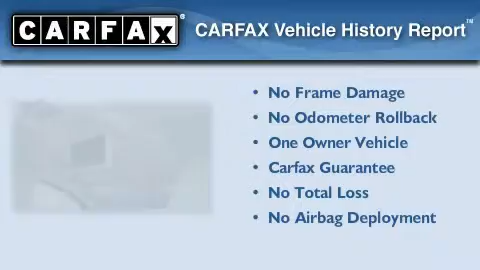 CARFAX® CARFAX Vehicle History Report™
• No Frame Damage
• No Odometer Rollback
• One Owner Vehicle
• Carfax Guarantee
• No Total Loss
• No Airbag Deployment